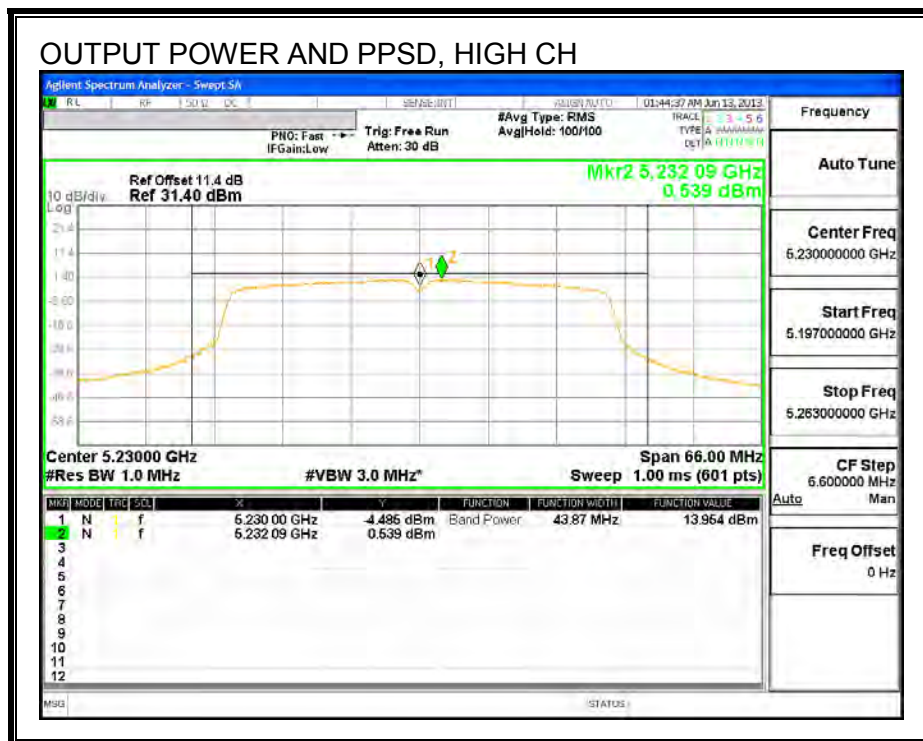 OUTPUT POWER AND PPSD, HIGH CH
Agilent Spectrum Analyzer - Swept SA
RL RF 50 Ω DC SENSE:INT ALIGN AUTO 01:44:37 AM Jun 13, 2013
Frequency
#Avg Type: RMS
TRACE 1 2 3 4 5 6
PNO: Fast Trig: Free Run Avg|Hold: 100/100
TYPE A
IFGain:Low Atten: 30 dB
DET A
Auto Tune
Mkr2 5.232 09 GHz
0.539 dBm
Ref Offset 11.4 dB
10 dB/div Ref 31.40 dBm
Log
21.4
11.4
1.40
-8.60
-18.6
-28.6
-38.6
-48.6
-58.6
1
2
Center Freq
5.230000000 GHz
Start Freq
5.197000000 GHz
Stop Freq
5.263000000 GHz
Center 5.23000 GHz Span 66.00 MHz
#Res BW 1.0 MHz #VBW 3.0 MHz* Sweep 1.00 ms (601 pts)
CF Step
6.600000 MHz
Auto Man
MKR MODE TRC SCL X Y FUNCTION FUNCTION WIDTH FUNCTION VALUE
1 N 1 f 5.230 00 GHz -4.485 dBm Band Power 43.87 MHz 13.954 dBm
2 N 1 f 5.232 09 GHz 0.539 dBm
3
4
5
6
7
8
9
10
11
12
Freq Offset
0 Hz
MSG STATUS